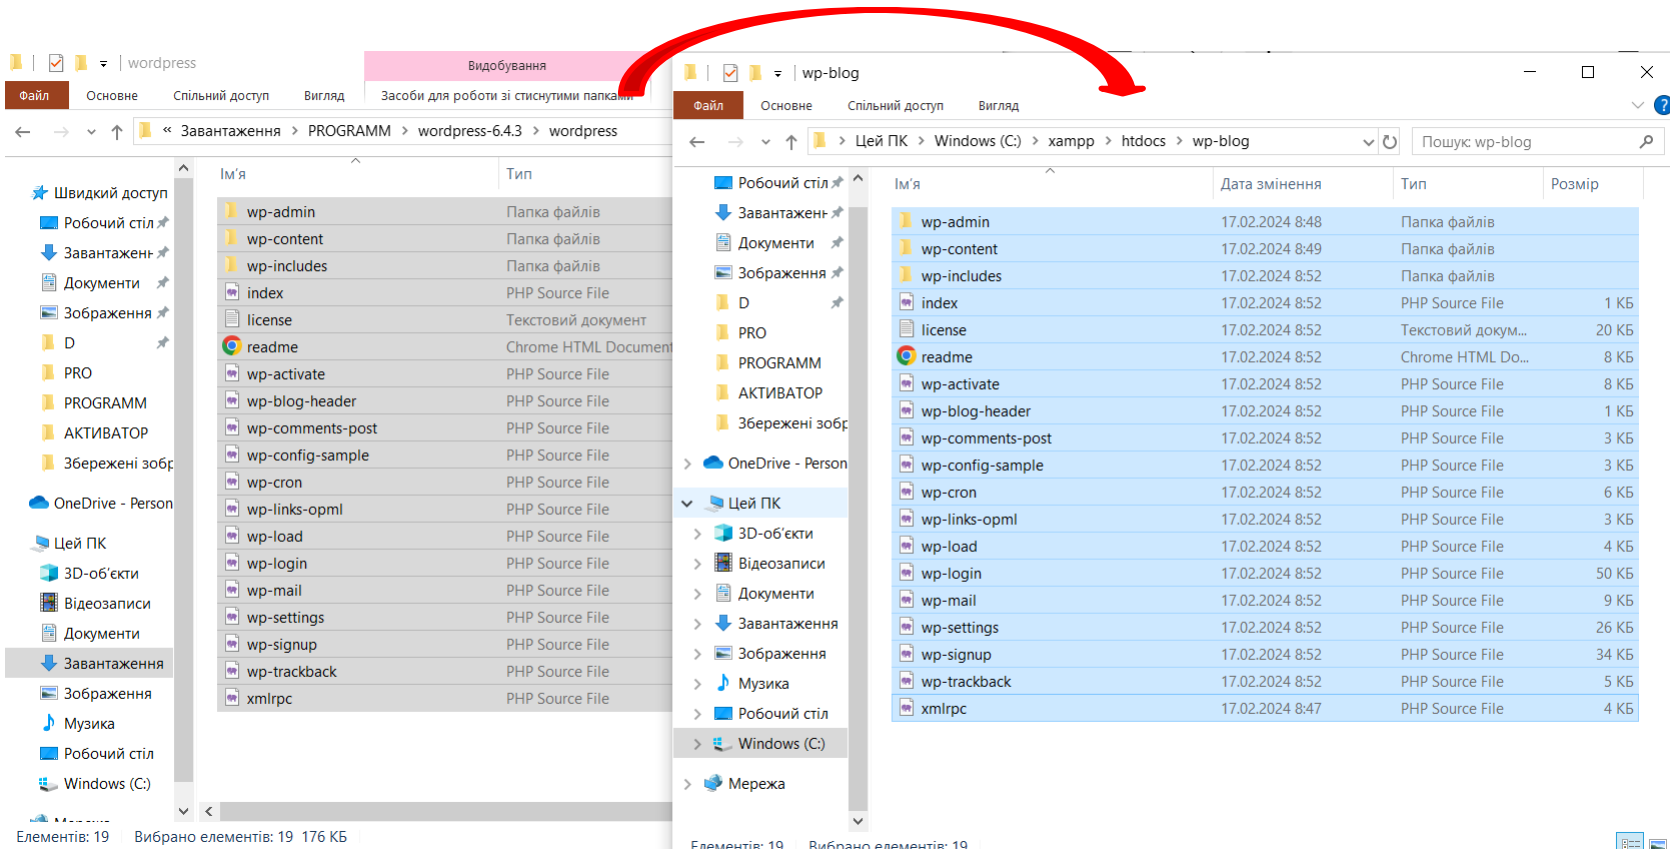 wordpress
Видобування
Файл Основне Спільний доступ Вигляд Засоби для роботи зі стиснутими папками
« Завантаження > PROGRAMM > wordpress-6.4.3 > wordpress
Швидкий доступ
Робочий стіл
Завантажен
Документи
Зображення
D
PRO
PROGRAMM
АКТИВАТОР
Збережені зобр
OneDrive - Person
Цей ПК
3D-об'єкти
Відеозаписи
Документи
Завантаження
Зображення
Музика
Робочий стіл
Windows (C:)
Ім'я Тип
wp-admin Папка файлів
wp-content Папка файлів
wp-includes Папка файлів
index PHP Source File
license Текстовий документ
readme Chrome HTML Document
wp-activate PHP Source File
wp-blog-header PHP Source File
wp-comments-post PHP Source File
wp-config-sample PHP Source File
wp-cron PHP Source File
wp-links-opml PHP Source File
wp-load PHP Source File
wp-login PHP Source File
wp-mail PHP Source File
wp-settings PHP Source File
wp-signup PHP Source File
wp-trackback PHP Source File
xmlrpc PHP Source File
Елементів: 19 Вибрано елементів: 19 176 КБ
wp-blog
Файл Основне Спільний доступ Вигляд
> Цей ПК > Windows (C:) > xampp > htdocs > wp-blog
Пошук: wp-blog
Робочий стіл
Завантажен
Документи
Зображення
D
PRO
PROGRAMM
АКТИВАТОР
Збережені зобр
OneDrive - Person
Цей ПК
3D-об'єкти
Відеозаписи
Документи
Завантаження
Зображення
Музика
Робочий стіл
Windows (C:)
Мережа
Ім'я Дата змінення Тип Розмір
wp-admin 17.02.2024 8:48 Папка файлів
wp-content 17.02.2024 8:49 Папка файлів
wp-includes 17.02.2024 8:52 Папка файлів
index 17.02.2024 8:52 PHP Source File 1 КБ
license 17.02.2024 8:52 Текстовий докум... 20 КБ
readme 17.02.2024 8:52 Chrome HTML Do... 8 КБ
wp-activate 17.02.2024 8:52 PHP Source File 8 КБ
wp-blog-header 17.02.2024 8:52 PHP Source File 1 КБ
wp-comments-post 17.02.2024 8:52 PHP Source File 3 КБ
wp-config-sample 17.02.2024 8:52 PHP Source File 3 КБ
wp-cron 17.02.2024 8:52 PHP Source File 6 КБ
wp-links-opml 17.02.2024 8:52 PHP Source File 3 КБ
wp-load 17.02.2024 8:52 PHP Source File 4 КБ
wp-login 17.02.2024 8:52 PHP Source File 50 КБ
wp-mail 17.02.2024 8:52 PHP Source File 9 КБ
wp-settings 17.02.2024 8:52 PHP Source File 26 КБ
wp-signup 17.02.2024 8:52 PHP Source File 34 КБ
wp-trackback 17.02.2024 8:52 PHP Source File 5 КБ
xmlrpc 17.02.2024 8:47 PHP Source File 4 КБ
Елементів: 19 Вибрано елементів: 19